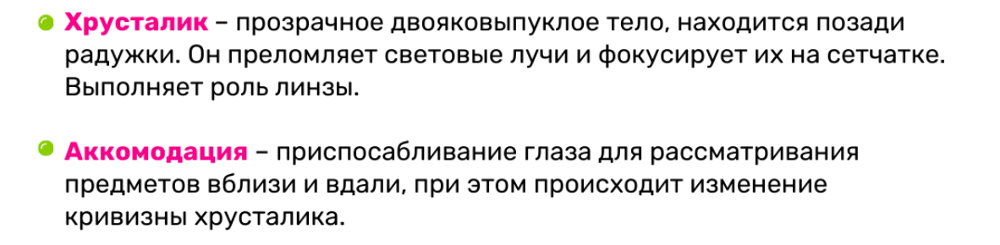 Хрусталик – прозрачное двояковыпуклое тело, находится позади
радужки. Он преломляет световые лучи и фокусирует их на сетчатке.
Выполняет роль линзы.
Аккомодация – приспосабливание глаза для рассматривания
предметов вблизи и вдали, при этом происходит изменение
кривизны хрусталика.